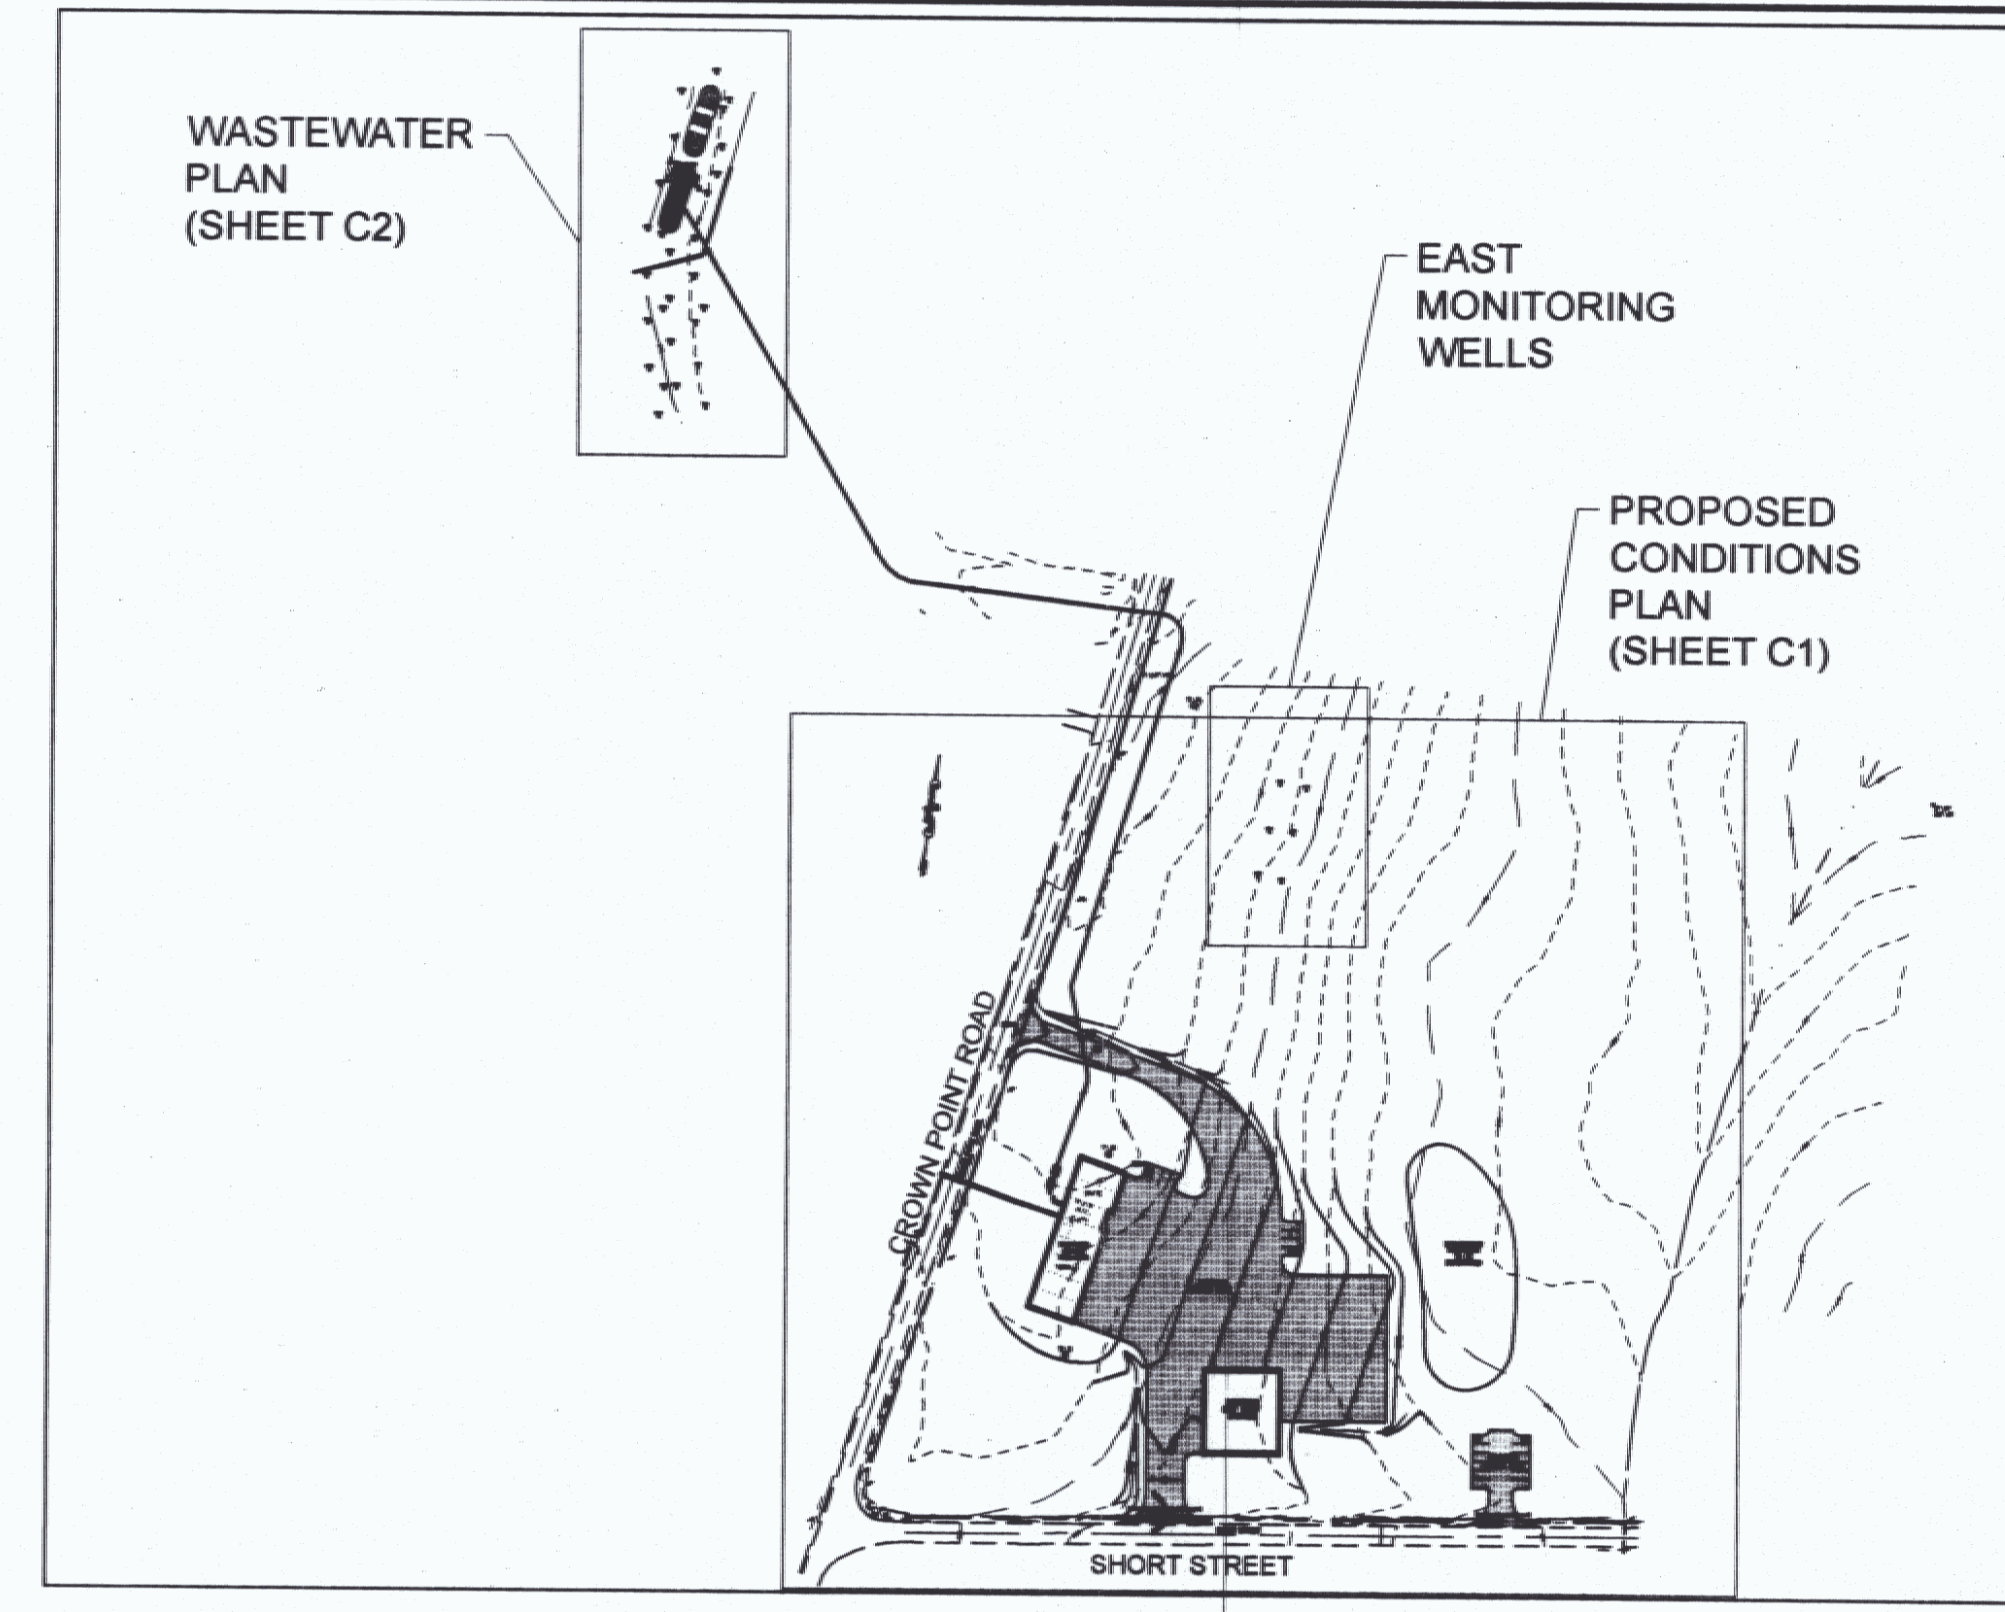 WASTEWATER
PLAN
(SHEET C2)
EAST
MONITORING
WELLS
PROPOSED
CONDITIONS
PLAN
(SHEET C1)
CROWN POINT ROAD
SHORT STREET